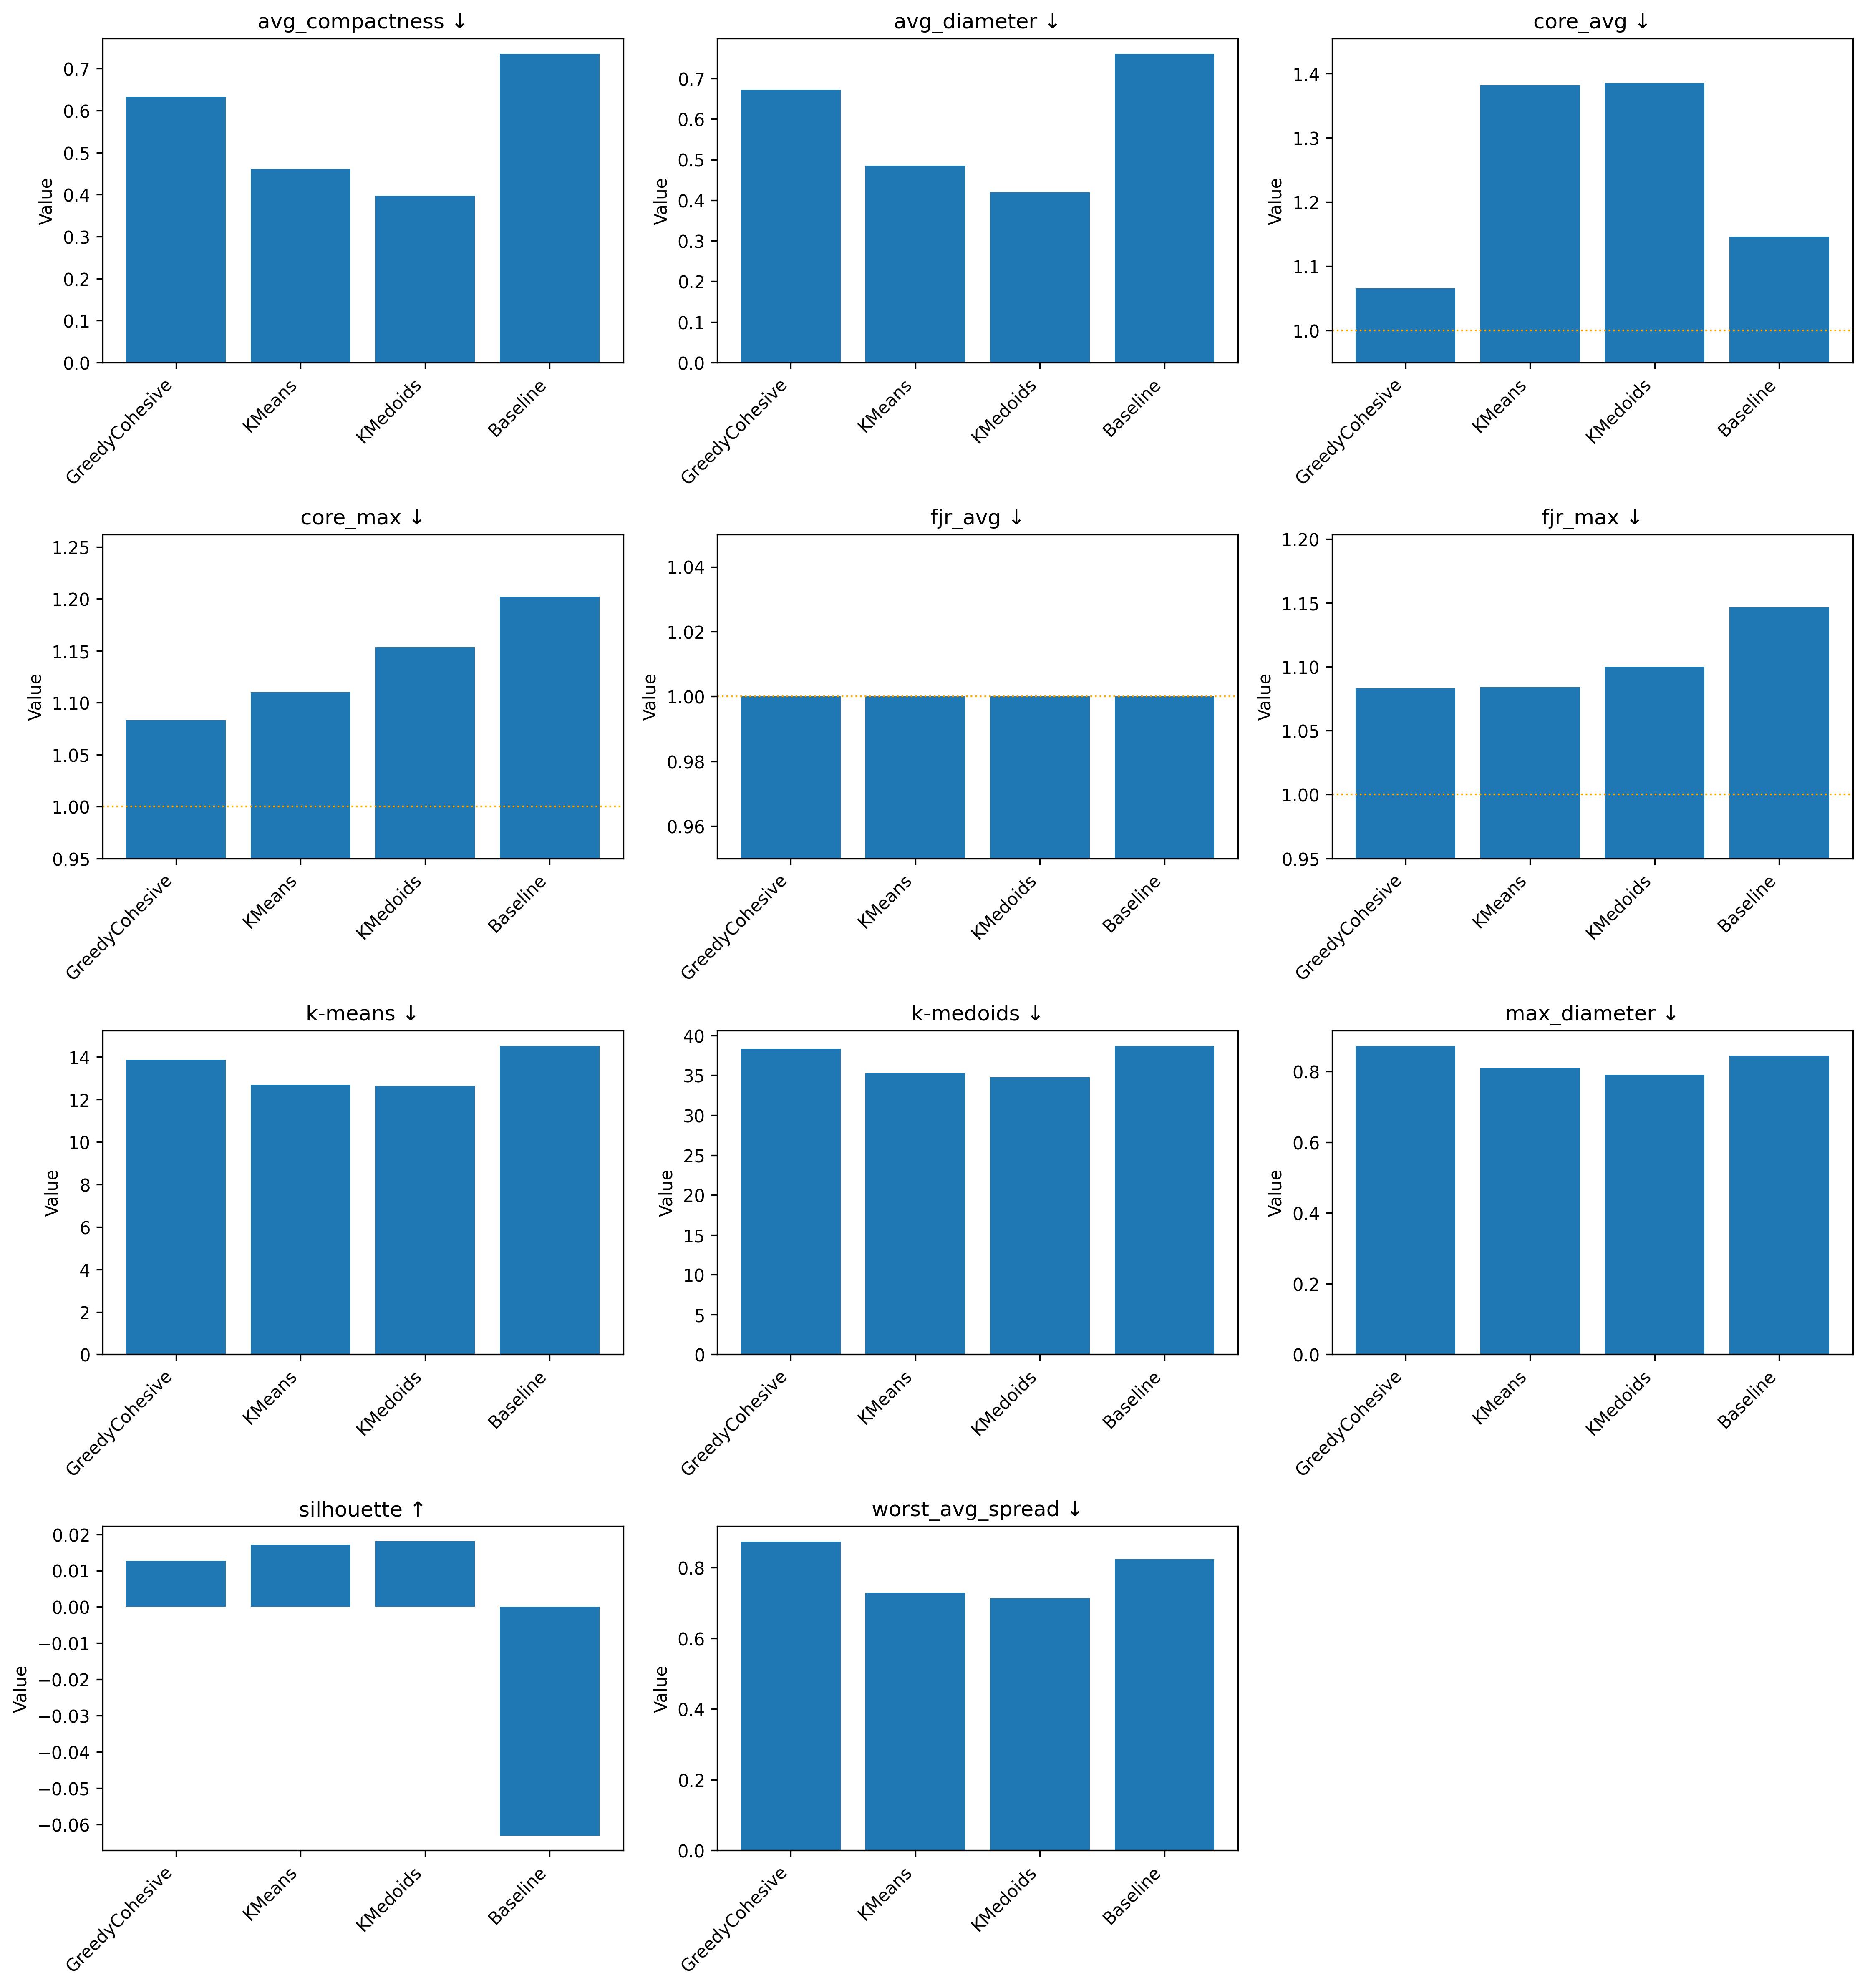 avg_compactness ↓
Value
0.7
0.6
0.5
0.4
0.3
0.2
0.1
0.0
GreedyCohesive
KMeans
KMedoids
Baseline
avg_diameter ↓
Value
0.7
0.6
0.5
0.4
0.3
0.2
0.1
0.0
GreedyCohesive
KMeans
KMedoids
Baseline
core_avg ↓
Value
1.4
1.3
1.2
1.1
1.0
GreedyCohesive
KMeans
KMedoids
Baseline
core_max ↓
Value
1.25
1.20
1.15
1.10
1.05
1.00
0.95
GreedyCohesive
KMeans
KMedoids
Baseline
fjr_avg ↓
Value
1.04
1.02
1.00
0.98
0.96
GreedyCohesive
KMeans
KMedoids
Baseline
fjr_max ↓
Value
1.20
1.15
1.10
1.05
1.00
0.95
GreedyCohesive
KMeans
KMedoids
Baseline
k-means ↓
Value
14
12
10
8
6
4
2
0
GreedyCohesive
KMeans
KMedoids
Baseline
k-medoids ↓
Value
40
35
30
25
20
15
10
5
0
GreedyCohesive
KMeans
KMedoids
Baseline
max_diameter ↓
Value
0.8
0.6
0.4
0.2
0.0
GreedyCohesive
KMeans
KMedoids
Baseline
silhouette ↑
Value
0.02
0.01
0.00
−0.01
−0.02
−0.03
−0.04
−0.05
−0.06
GreedyCohesive
KMeans
KMedoids
Baseline
worst_avg_spread ↓
Value
0.8
0.6
0.4
0.2
0.0
GreedyCohesive
KMeans
KMedoids
Baseline